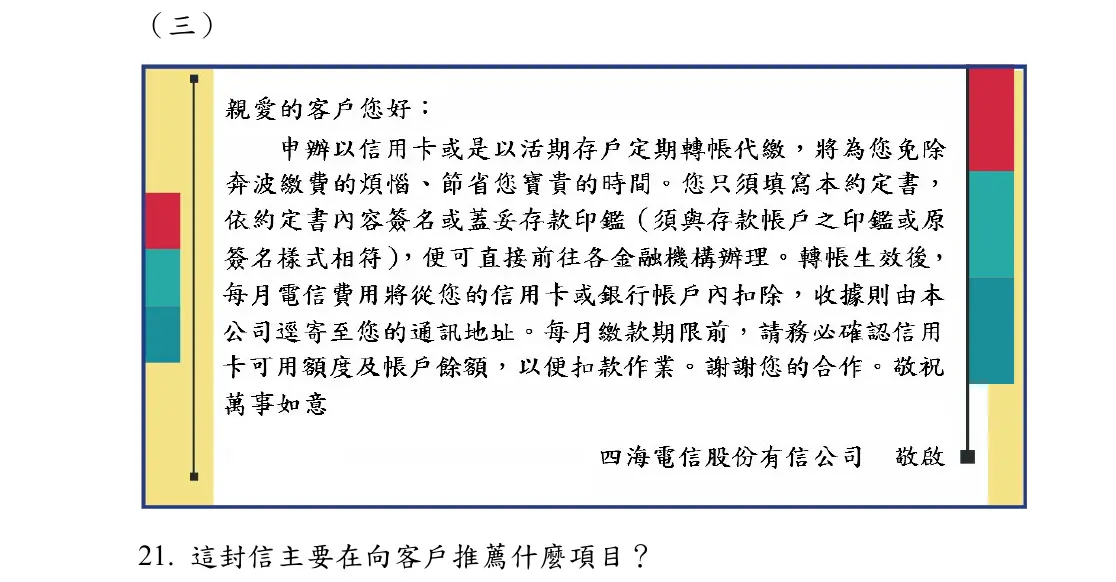 （三）
親愛的客戶您好：
申辦以信用卡或是以活期存戶定期轉帳代繳，將為您免除
奔波繳費的煩惱、節省您寶貴的時間。您只須填寫本約定書，
依約定書內容簽名或蓋妥存款印鑑（須與存款帳戶之印鑑或原
簽名樣式相符），便可直接前往各金融機構辦理。轉帳生效後，
每月電信費用將從您的信用卡或銀行帳戶內扣除，收據則由本
公司逕寄至您的通訊地址。每月繳款期限前，請務必確認信用
卡可用額度及帳戶餘額，以便扣款作業。謝謝您的合作。敬祝
萬事如意
四海電信股份有信公司　敬啟
21. 這封信主要在向客戶推薦什麼項目？